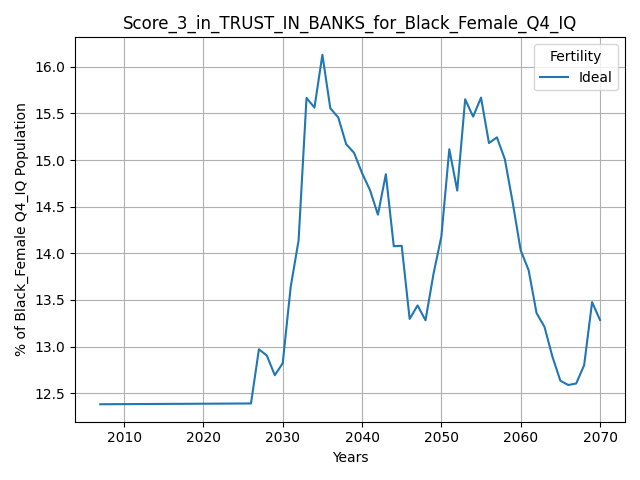 Score_3_in_TRUST_IN_BANKS_for_Black_Female_Q4_IQ
Fertility
Ideal
% of Black_Female Q4_IQ Population
16.0
15.5
15.0
14.5
14.0
13.5
13.0
12.5
2010 2020 2030 2040 2050 2060 2070
Years